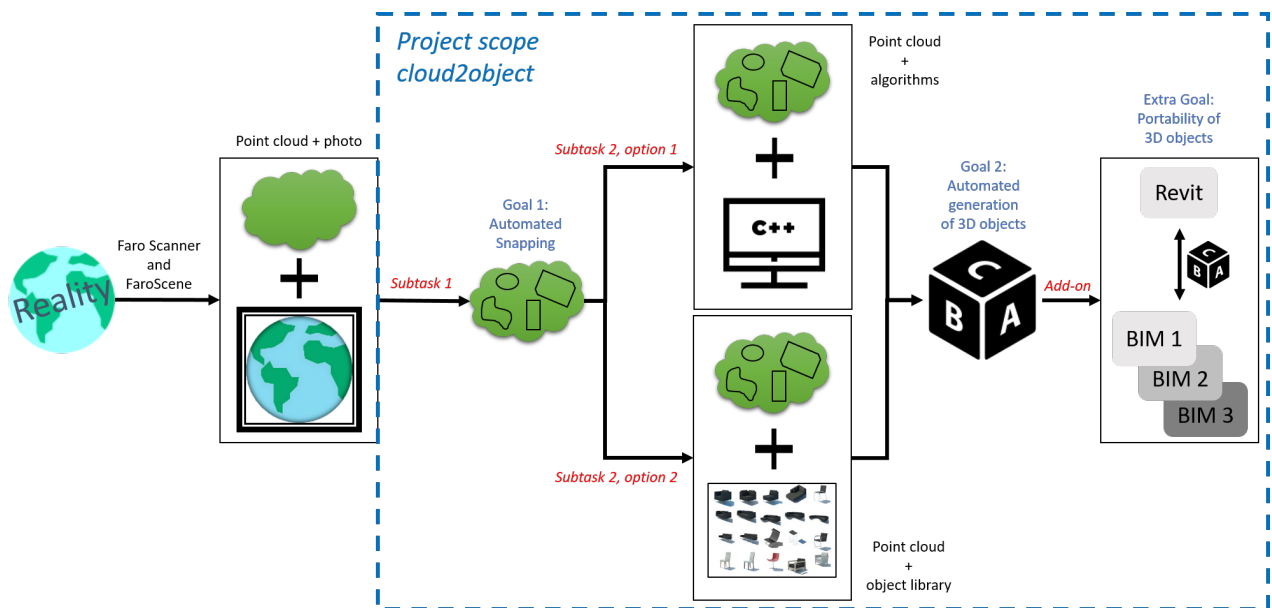 Project scope
cloud2object
Point cloud
+
algorithms
Extra Goal:
Portability of
3D objects
Point cloud + photo
Subtask 2, option 1
Goal 2:
Automated
generation
of 3D objects
Revit
Goal 1:
Automated
Snapping
C++
Faro Scanner
and
FaroScene
Reality
Subtask 1
C
B
A
Add-on
C
B
A
BIM 1
BIM 2
BIM 3
Subtask 2, option 2
Point cloud
+
object library